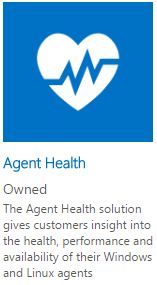 Agent Health
Owned
The Agent Health solution
gives customers insight into
the health, performance and
availability of their Windows
and Linux agents